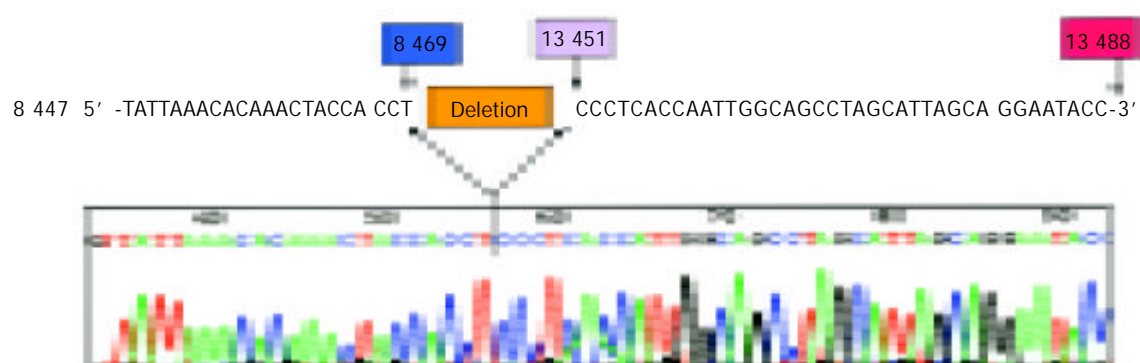 8 469
13 451
13 488
8 447 5' -TATTAAACACAAACTACCA CCT Deletion CCCTCACCAATTGGCAGCCTAGCATTAGCA GGAATACC-3'